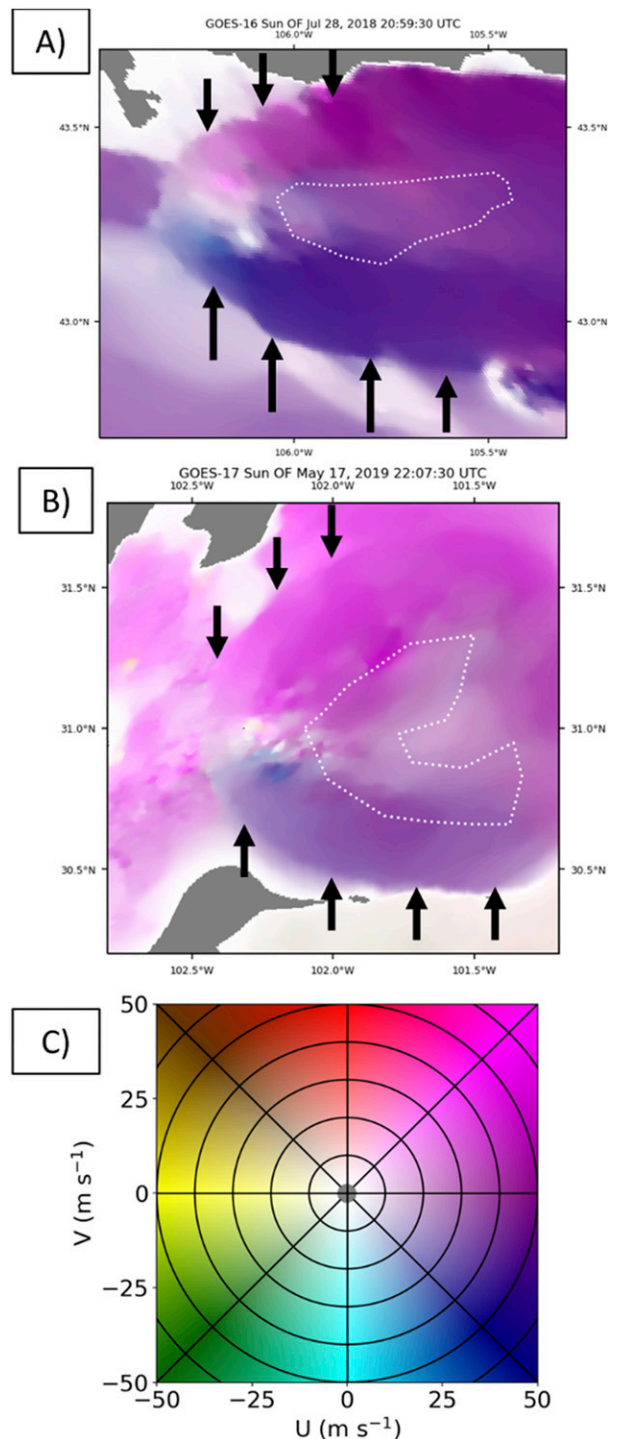 A)
GOES-16 Sun OF Jul 28, 2018 20:59:30 UTC
106.0°W 105.5°W
43.5°N 43.5°N
43.0°N 43.0°N
106.0°W 105.5°W
B)
GOES-17 Sun OF May 17, 2019 22:07:30 UTC
102.5°W 102.0°W 101.5°W
31.5°N 31.5°N
31.0°N 31.0°N
30.5°N 30.5°N
102.5°W 102.0°W 101.5°W
C)
50
25
0
−25
−50
V (m s⁻¹)
−50 −25 0 25 50
U (m s⁻¹)